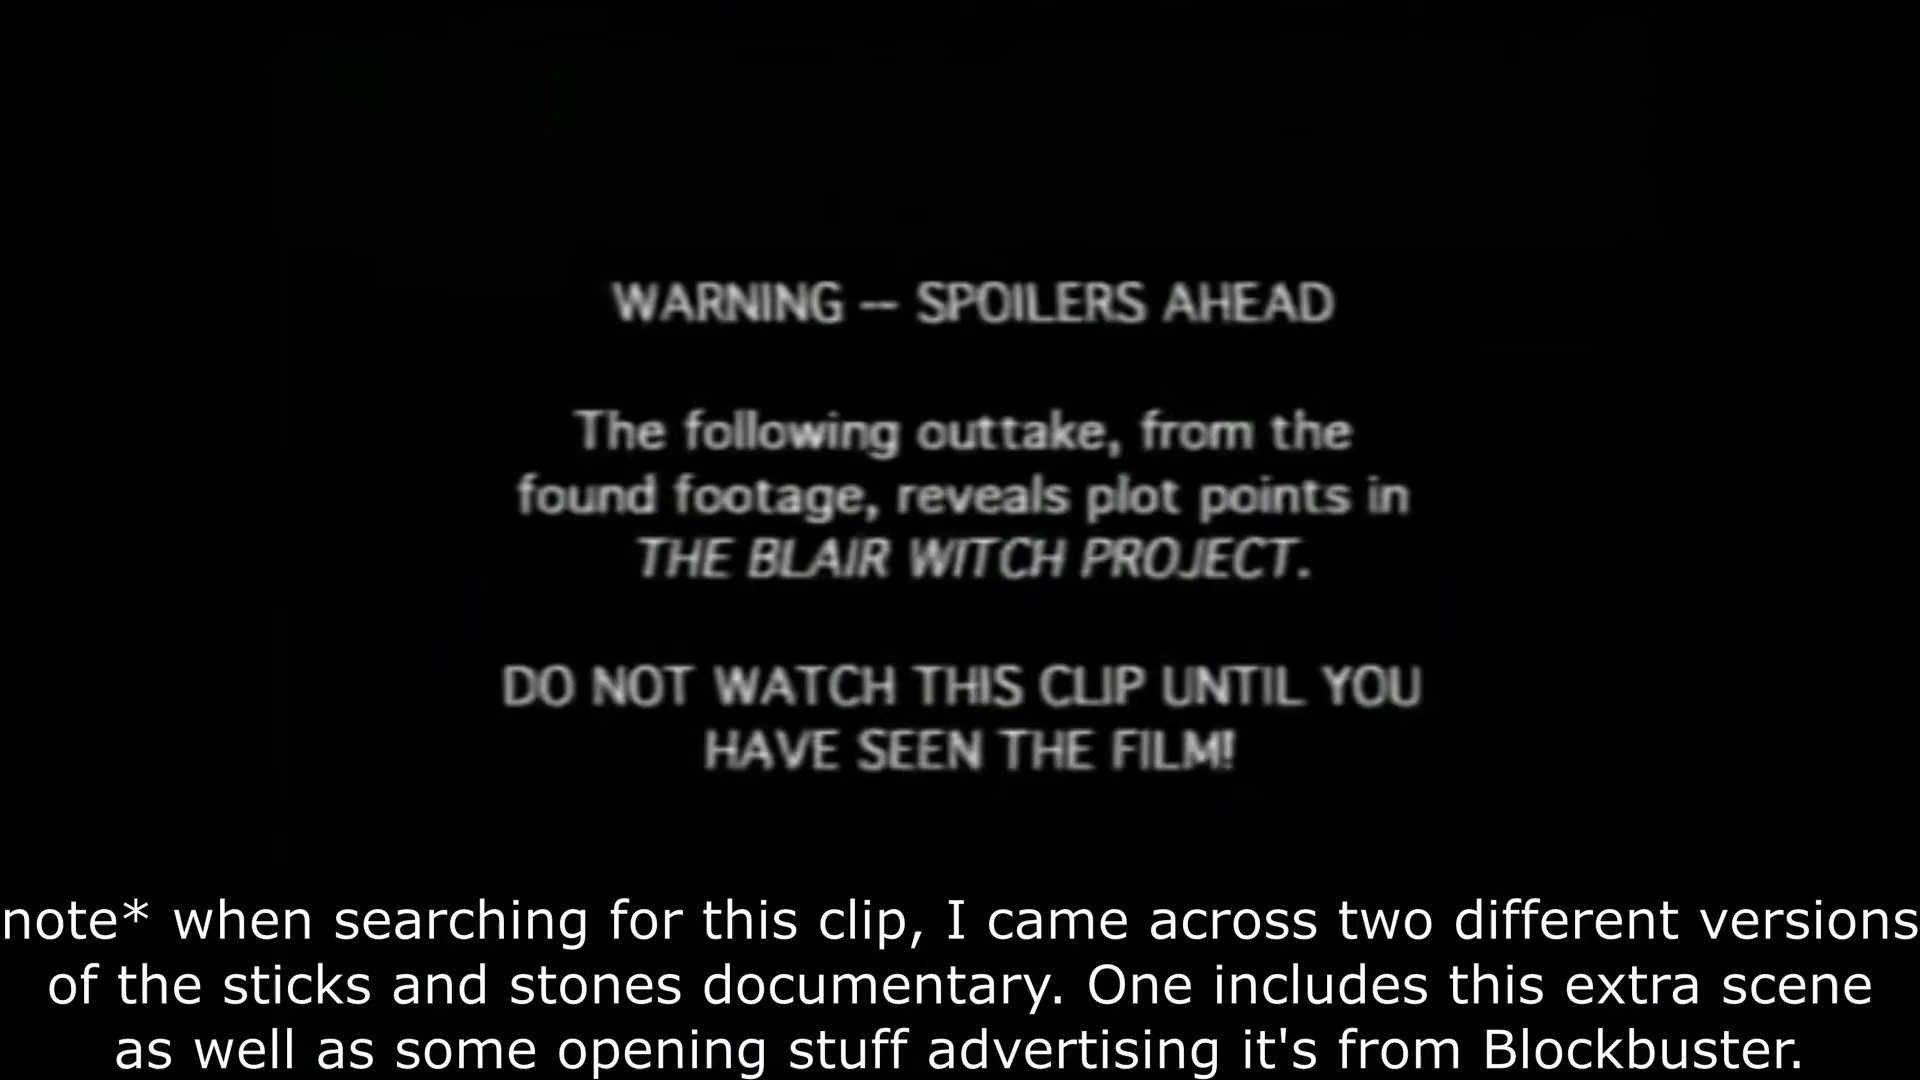 WARNING -- SPOILERS AHEAD
The following outtake, from the
found footage, reveals plot points in
THE BLAIR WITCH PROJECT.
DO NOT WATCH THIS CLIP UNTIL YOU
HAVE SEEN THE FILM!
note* when searching for this clip, I came across two different versions
of the sticks and stones documentary. One includes this extra scene
as well as some opening stuff advertising it's from Blockbuster.